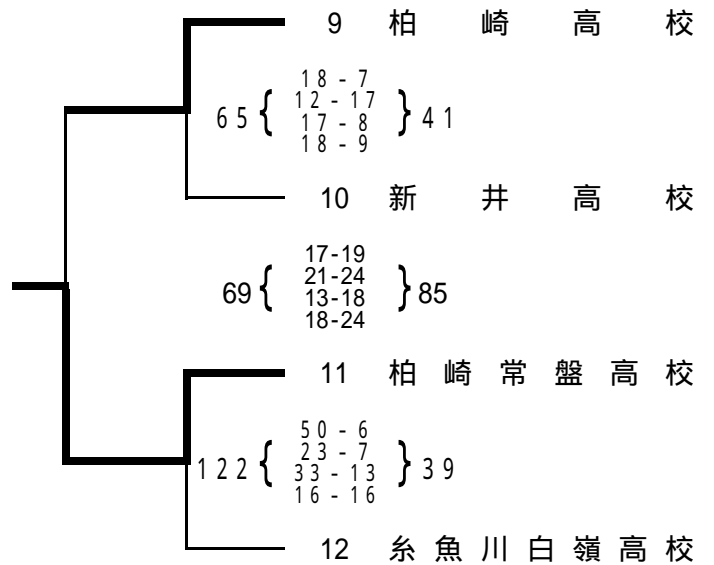 9 柏崎高校
18-7
12-17
65 { } 41
17-8
18-9
10 新井高校
17-19
21-24
69 { } 85
13-18
18-24
11 柏崎常盤高校
50-6
23-7
122 { } 39
33-13
16-16
12 糸魚川白嶺高校